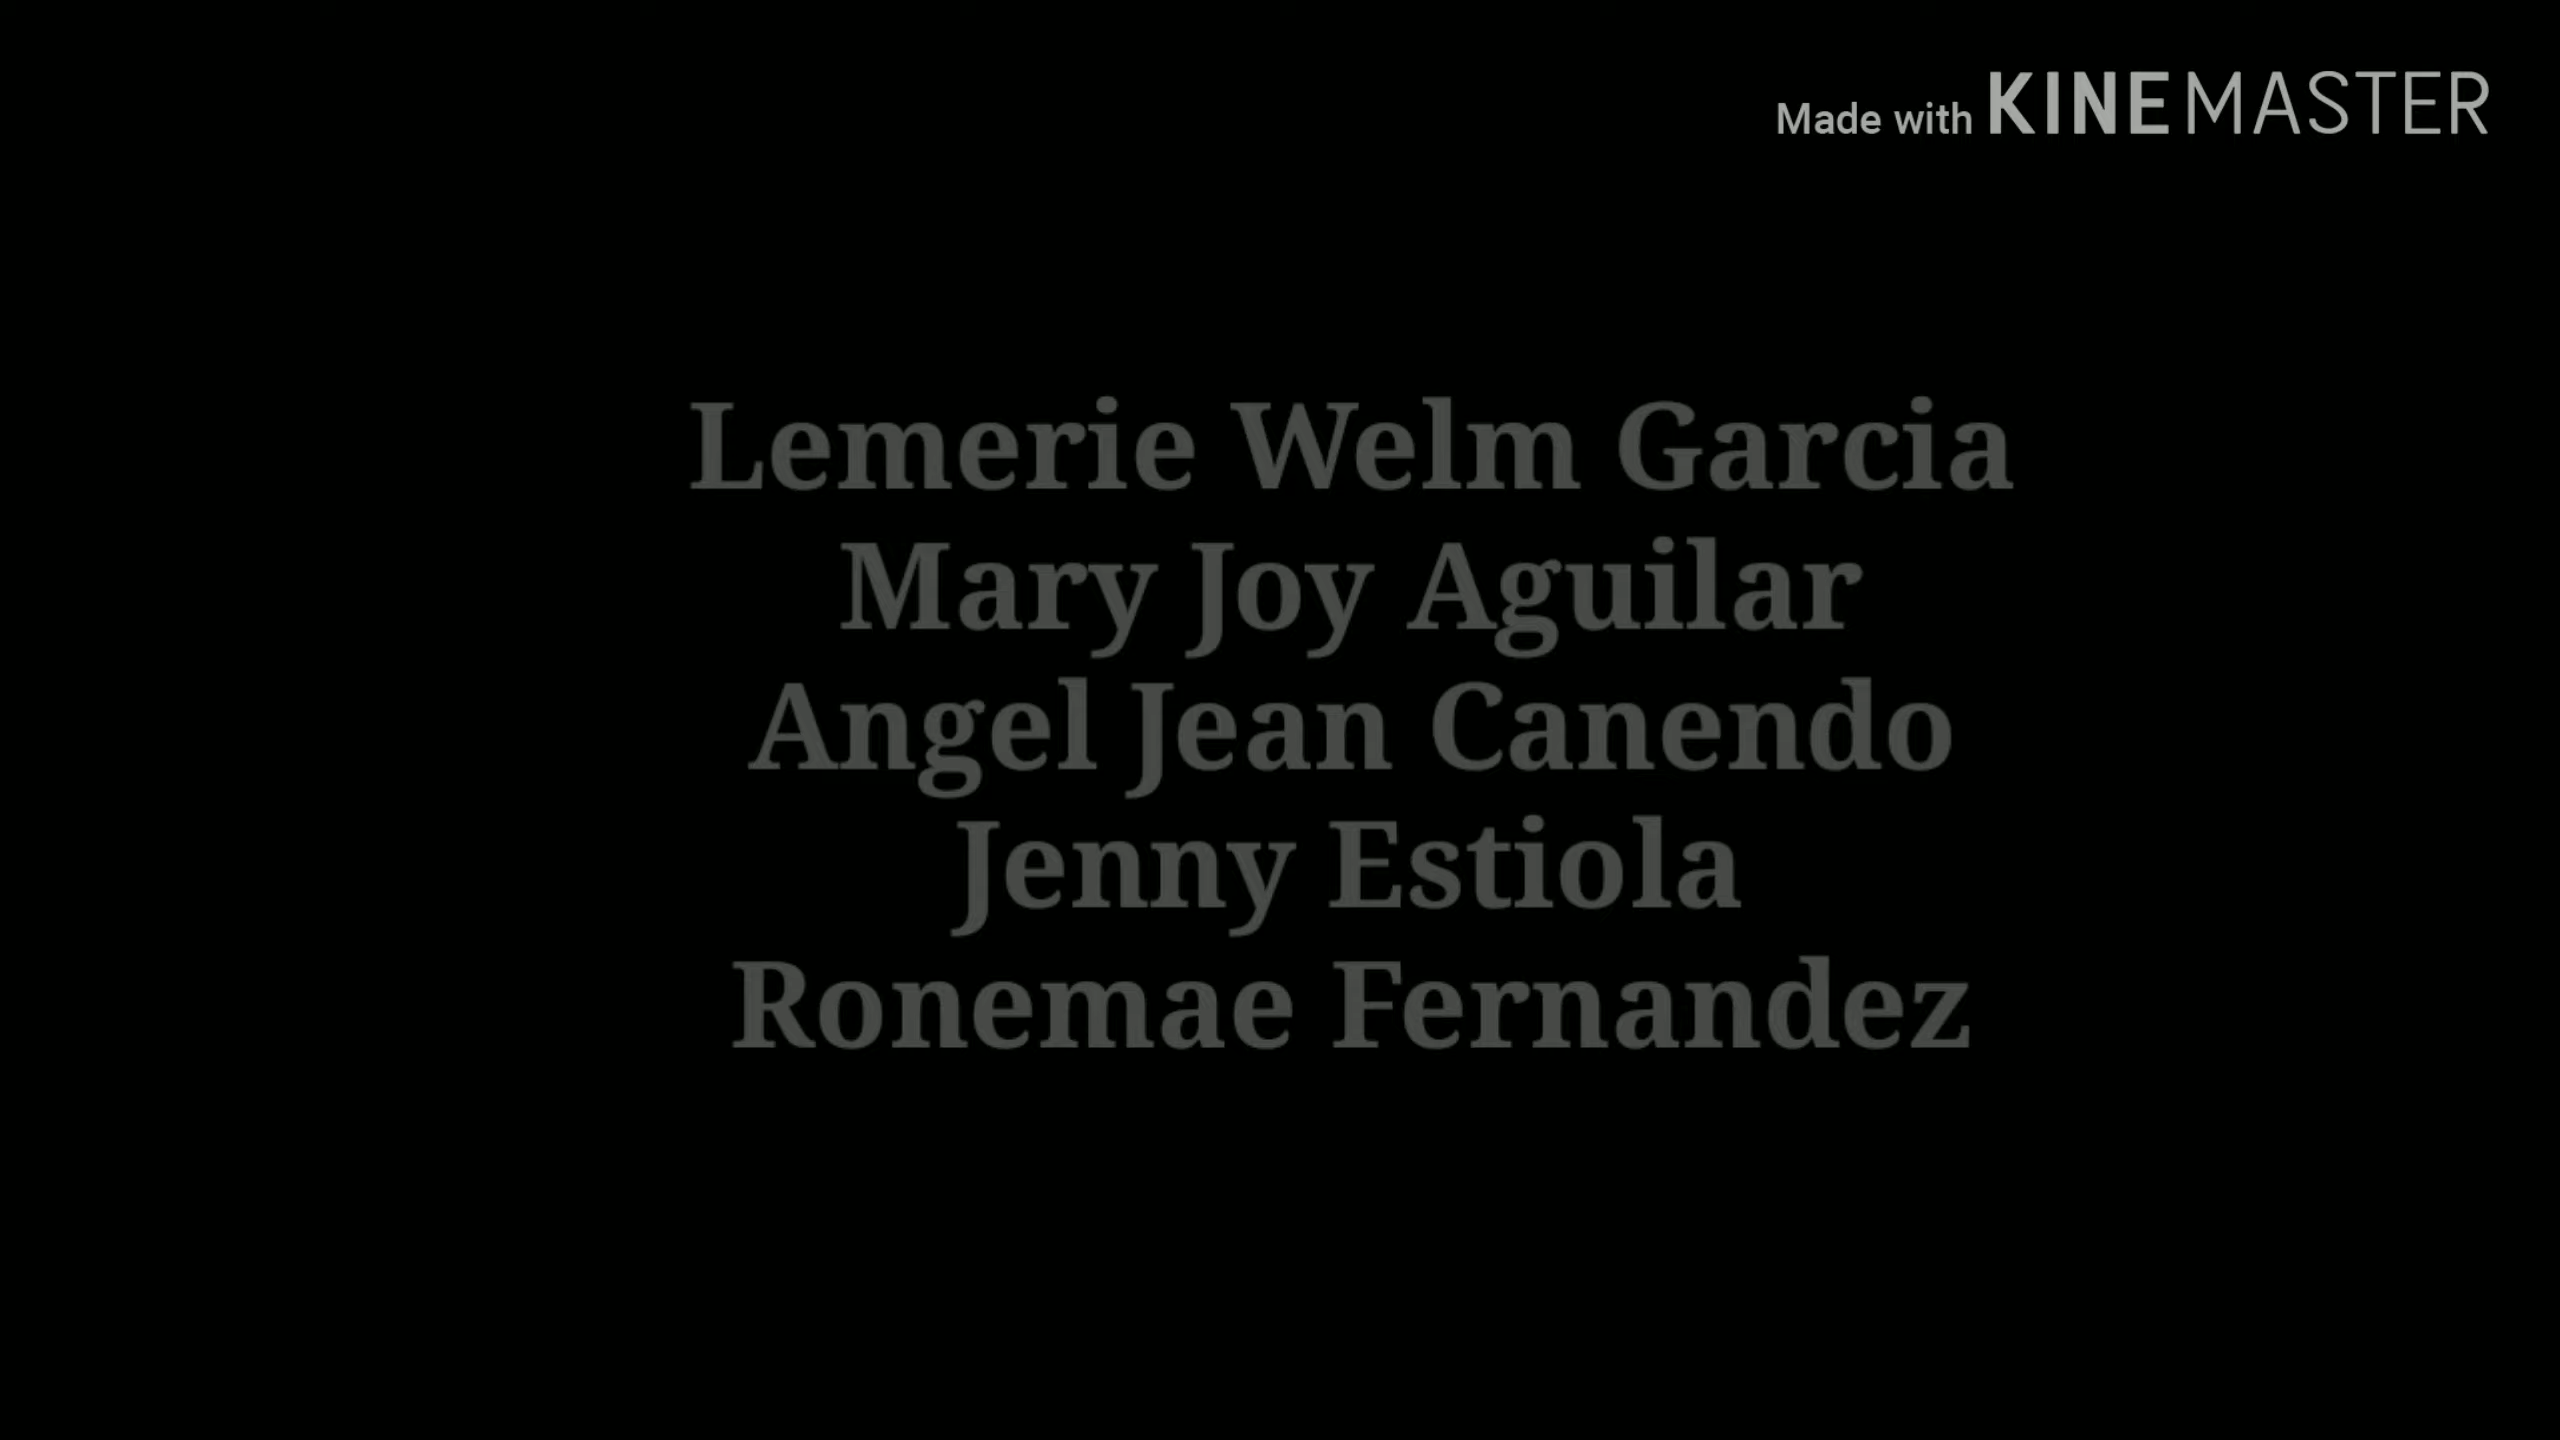 Made with KINEMASTER
Lemerie Welm Garcia
Mary Joy Aguilar
Angel Jean Canendo
Jenny Estiola
Ronemae Fernandez